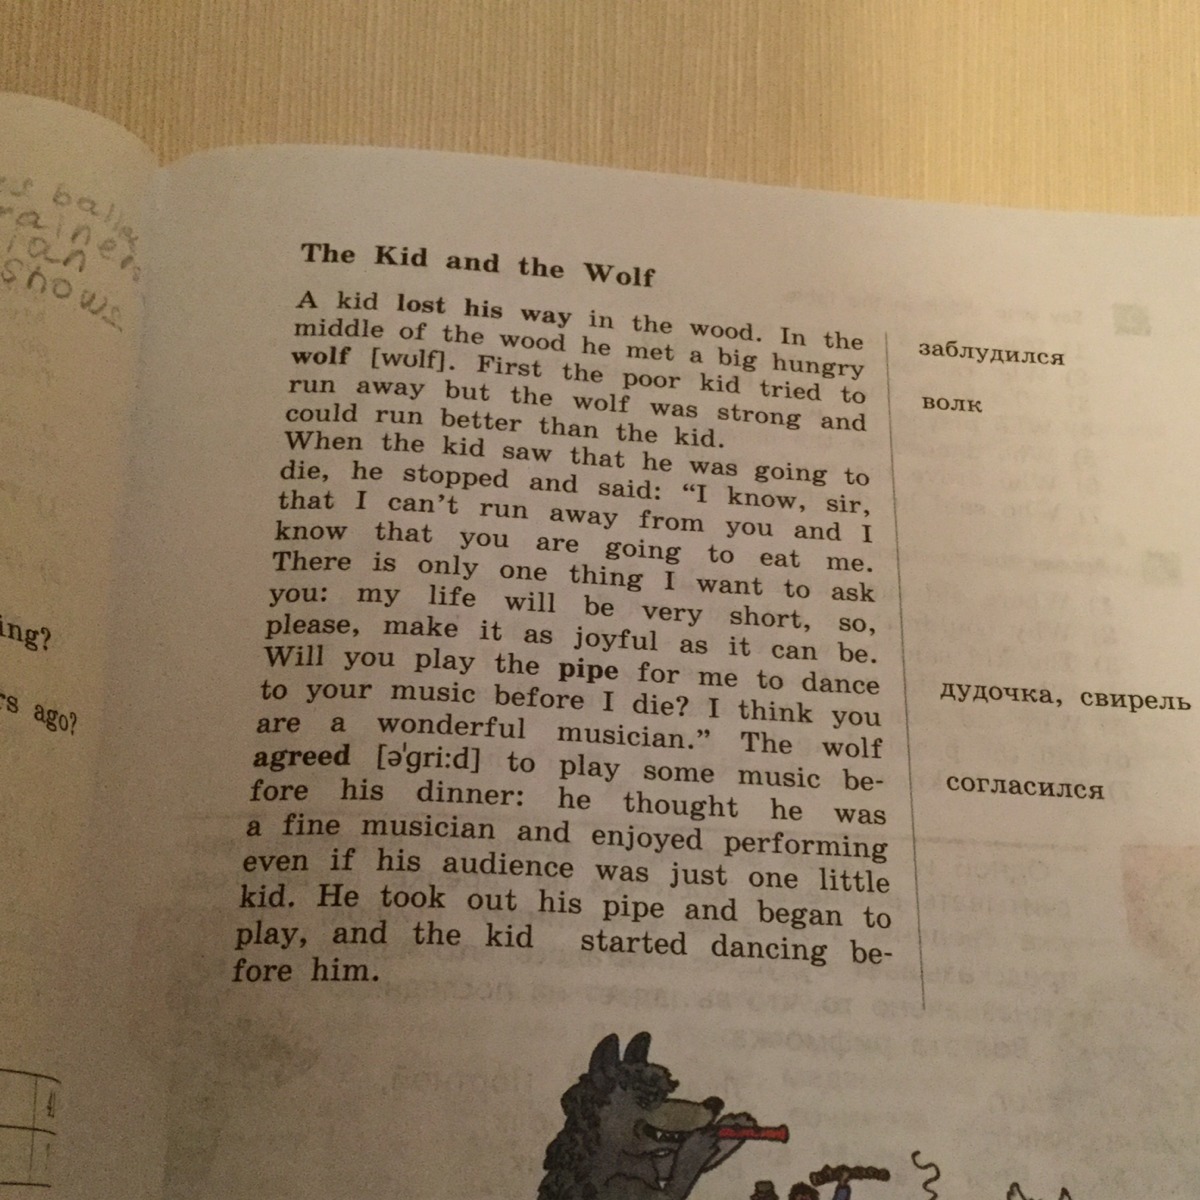 The Kid and the Wolf
A kid lost his way in the wood. In the
middle of the wood he met a big hungry
wolf [wʊlf]. First the poor kid tried to
run away but the wolf was strong and
could run better than the kid.
When the kid saw that he was going to
die, he stopped and said: “I know, sir,
that I can’t run away from you and I
know that you are going to eat me.
There is only one thing I want to ask
you: my life will be very short, so,
please, make it as joyful as it can be.
Will you play the pipe for me to dance
to your music before I die? I think you
are a wonderful musician.” The wolf
agreed [əˈgri:d] to play some music be-
fore his dinner: he thought he was
a fine musician and enjoyed performing
even if his audience was just one little
kid. He took out his pipe and began to
play, and the kid started dancing be-
fore him.
заблудился
волк
дудочка, свирель
согласился
shows
ing?
ago?